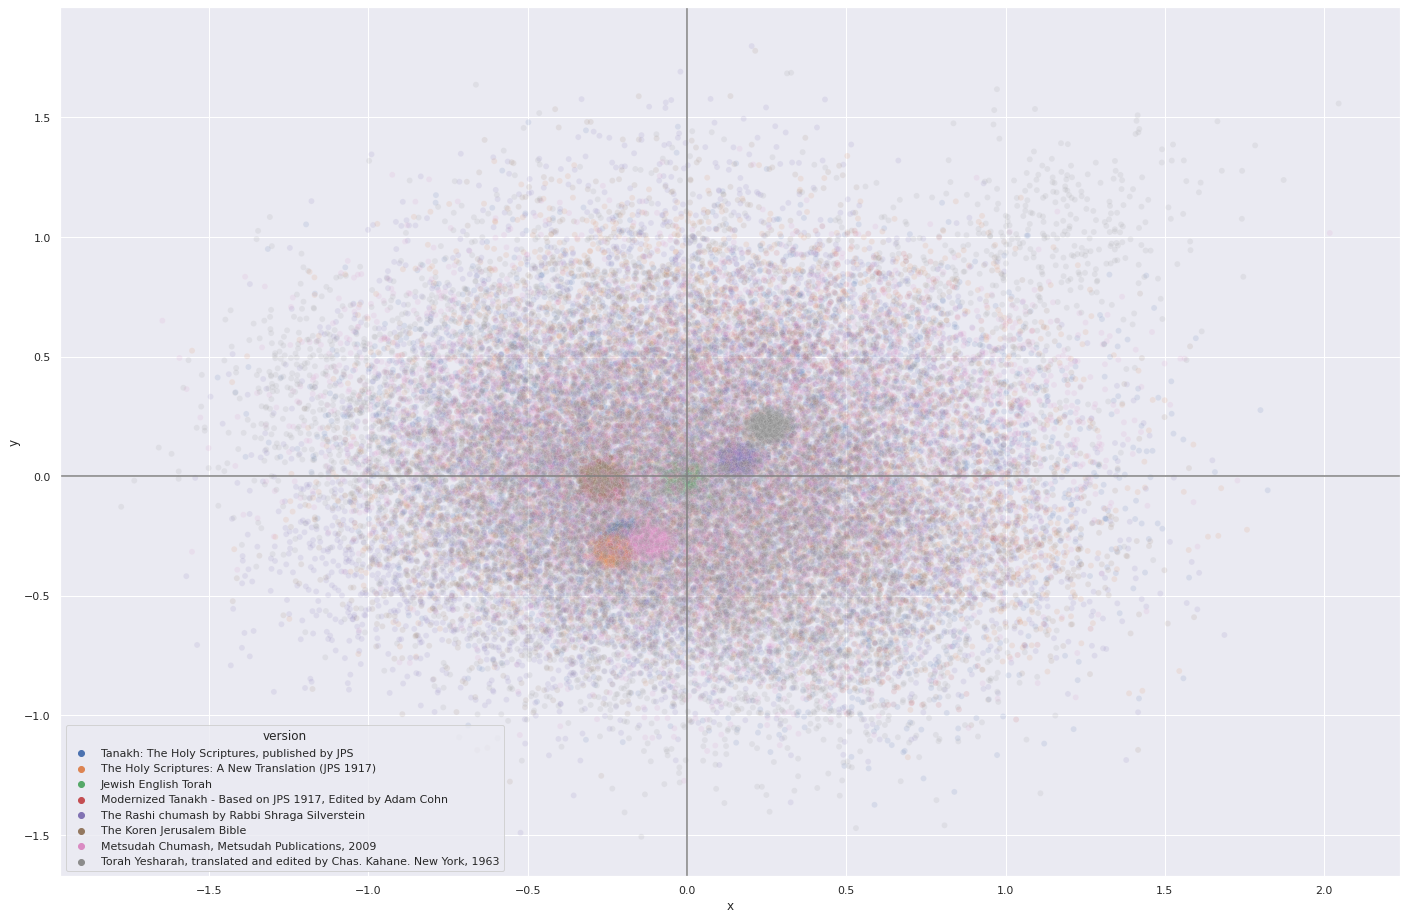 1.5
1.0
0.5
0.0
−0.5
−1.0
−1.5
y
version
Tanakh: The Holy Scriptures, published by JPS
The Holy Scriptures: A New Translation (JPS 1917)
Jewish English Torah
Modernized Tanakh - Based on JPS 1917, Edited by Adam Cohn
The Rashi chumash by Rabbi Shraga Silverstein
The Koren Jerusalem Bible
Metsudah Chumash, Metsudah Publications, 2009
Torah Yesharah, translated and edited by Chas. Kahane. New York, 1963
−1.5 −1.0 −0.5 0.0 0.5 1.0 1.5 2.0
x